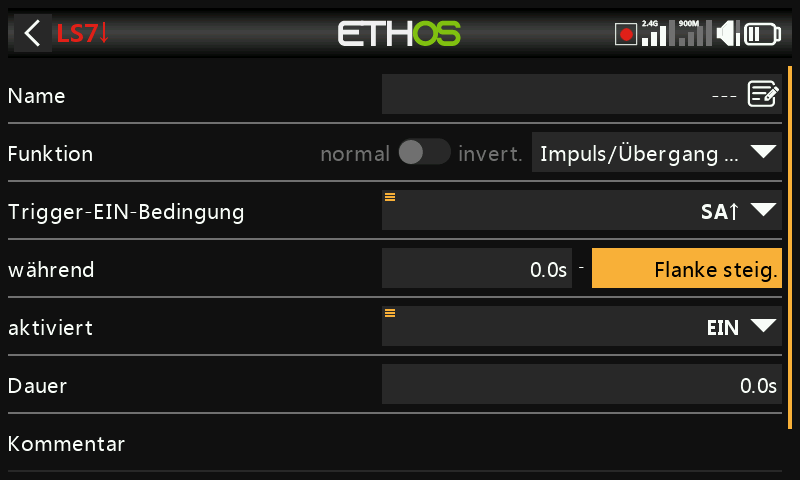 LS7↓ ETHOS 2.4G 900M
Name ---
Funktion normal invert. Impuls/Übergang ...
Trigger-EIN-Bedingung SA↑
während 0.0s - Flanke steig.
aktiviert EIN
Dauer 0.0s
Kommentar